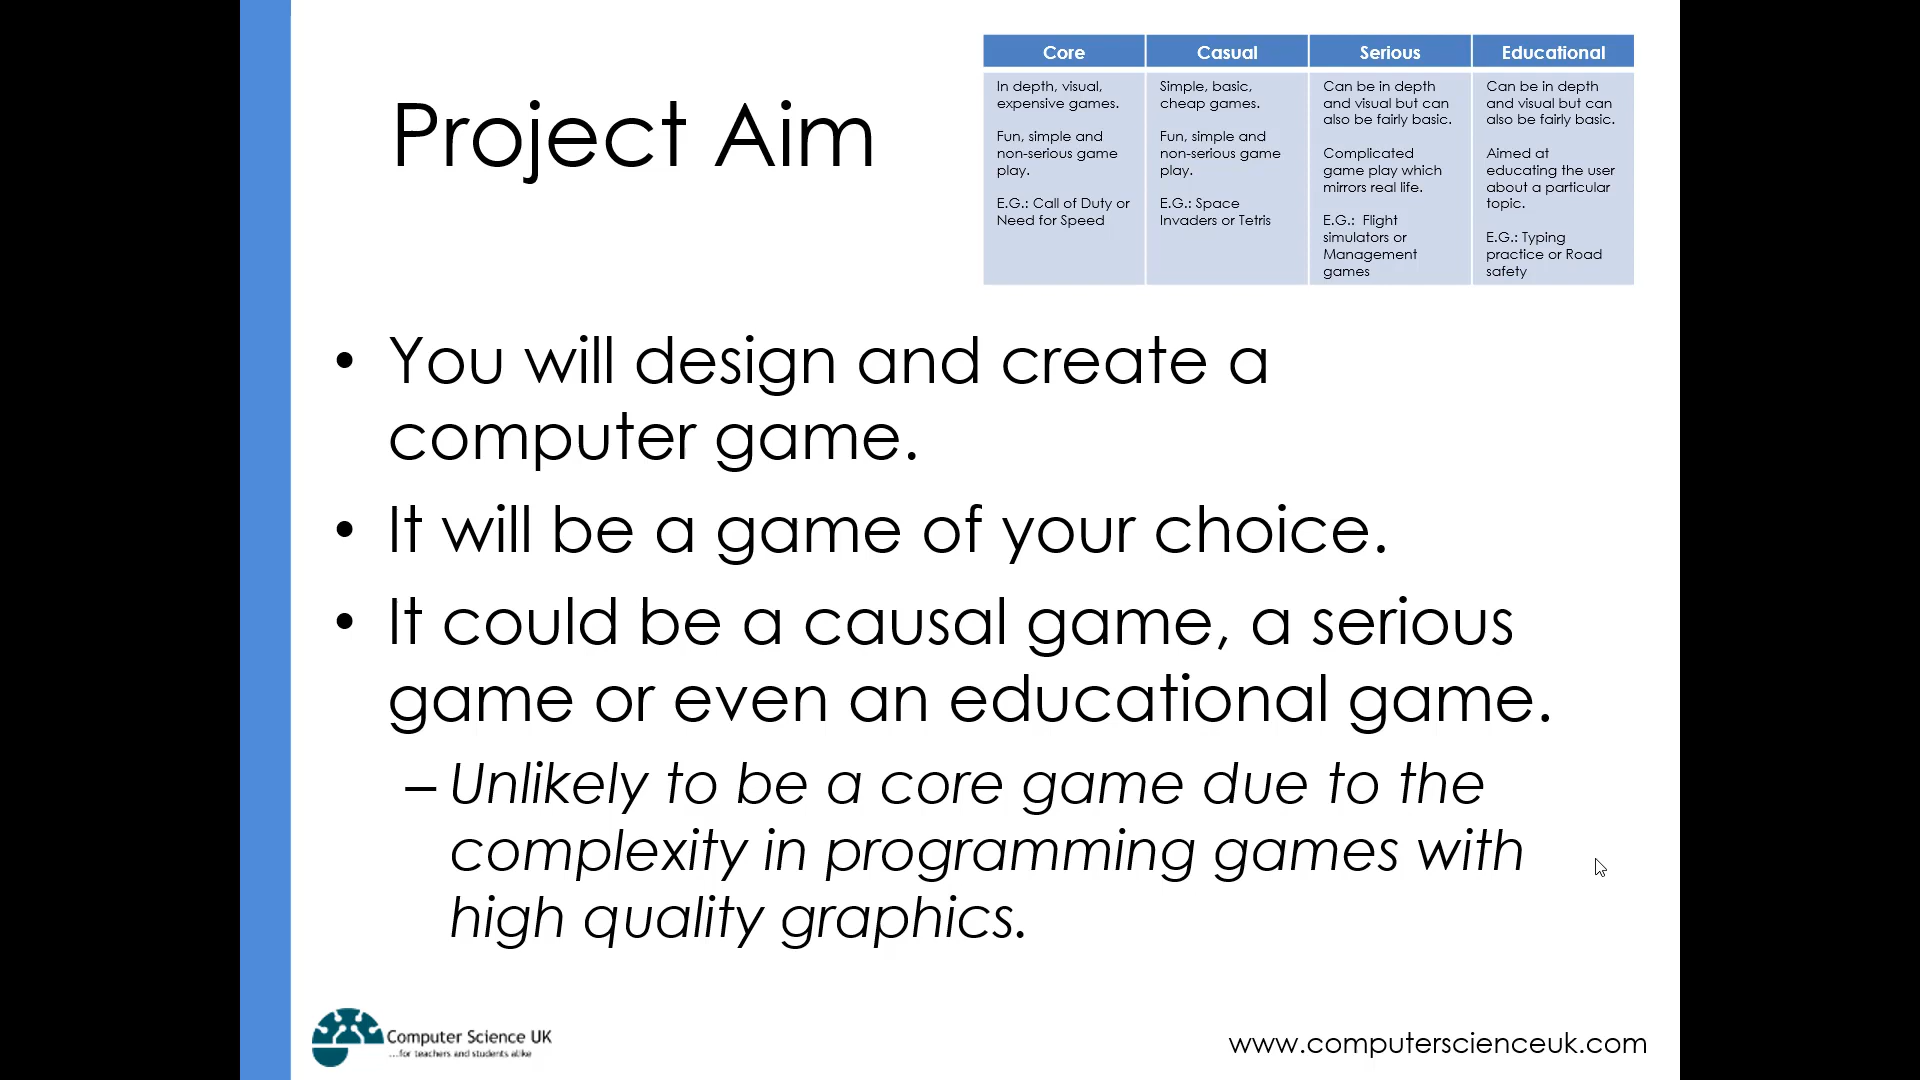 Project Aim
Core
In depth, visual,
expensive games.
Fun, simple and
non-serious game
play.
E.G.: Call of Duty or
Need for Speed
Casual
Simple, basic,
cheap games.
Fun, simple and
non-serious game
play.
E.G.: Space
Invaders or Tetris
Serious
Can be in depth
and visual but can
also be fairly basic.
Complicated
game play which
mirrors real life.
E.G.: Flight
simulators or
Management
games
Educational
Can be in depth
and visual but can
also be fairly basic.
Aimed at
educating the user
about a particular
topic.
E.G.: Typing
practice or Road
safety
• You will design and create a
computer game.
• It will be a game of your choice.
• It could be a causal game, a serious
game or even an educational game.
– Unlikely to be a core game due to the
complexity in programming games with
high quality graphics.
Computer Science UK
...for teachers and students alike
www.computerscienceuk.com